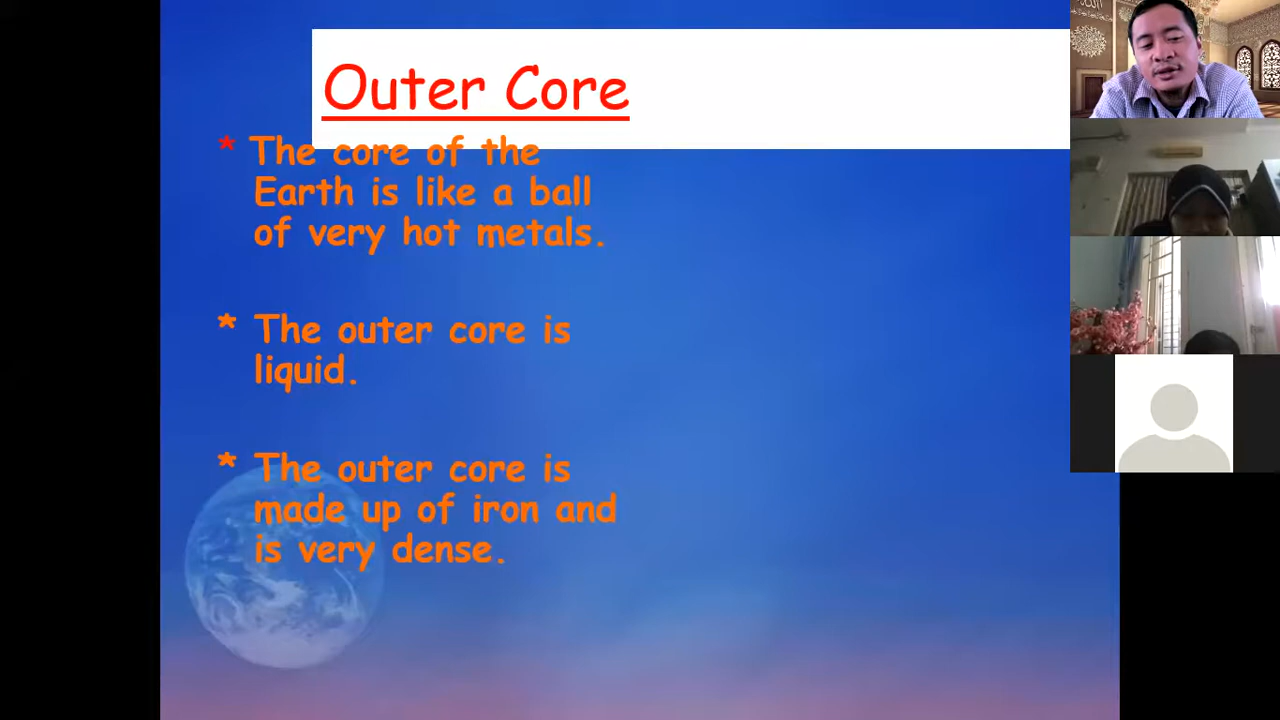 Outer Core
* The core of the
Earth is like a ball
of very hot metals.
* The outer core is
liquid.
* The outer core is
made up of iron and
is very dense.